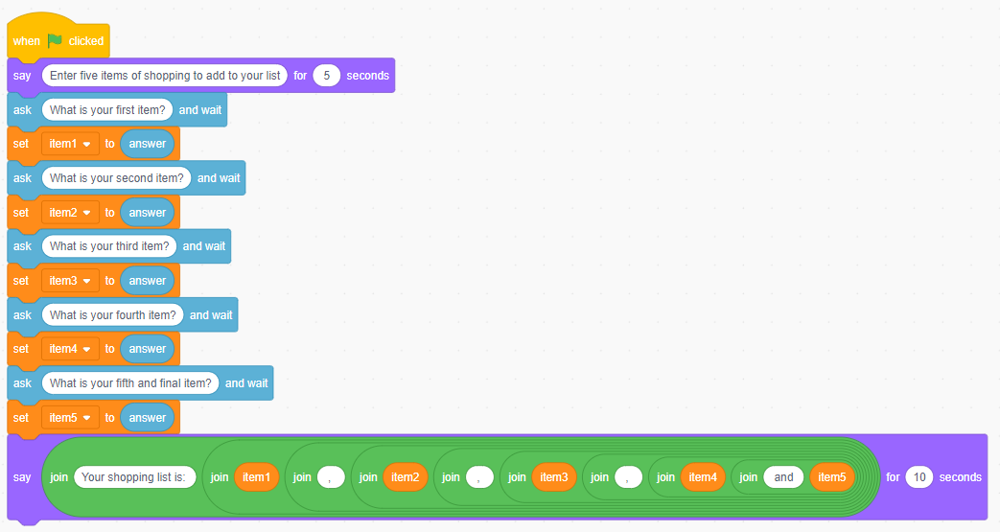 when clicked
say Enter five items of shopping to add to your list for 5 seconds
ask What is your first item? and wait
set item1 to answer
ask What is your second item? and wait
set item2 to answer
ask What is your third item? and wait
set item3 to answer
ask What is your fourth item? and wait
set item4 to answer
ask What is your fifth and final item? and wait
set item5 to answer
say join Your shopping list is: join item1 join , join item2 join , join item3 join , join item4 join and item5 for 10 seconds